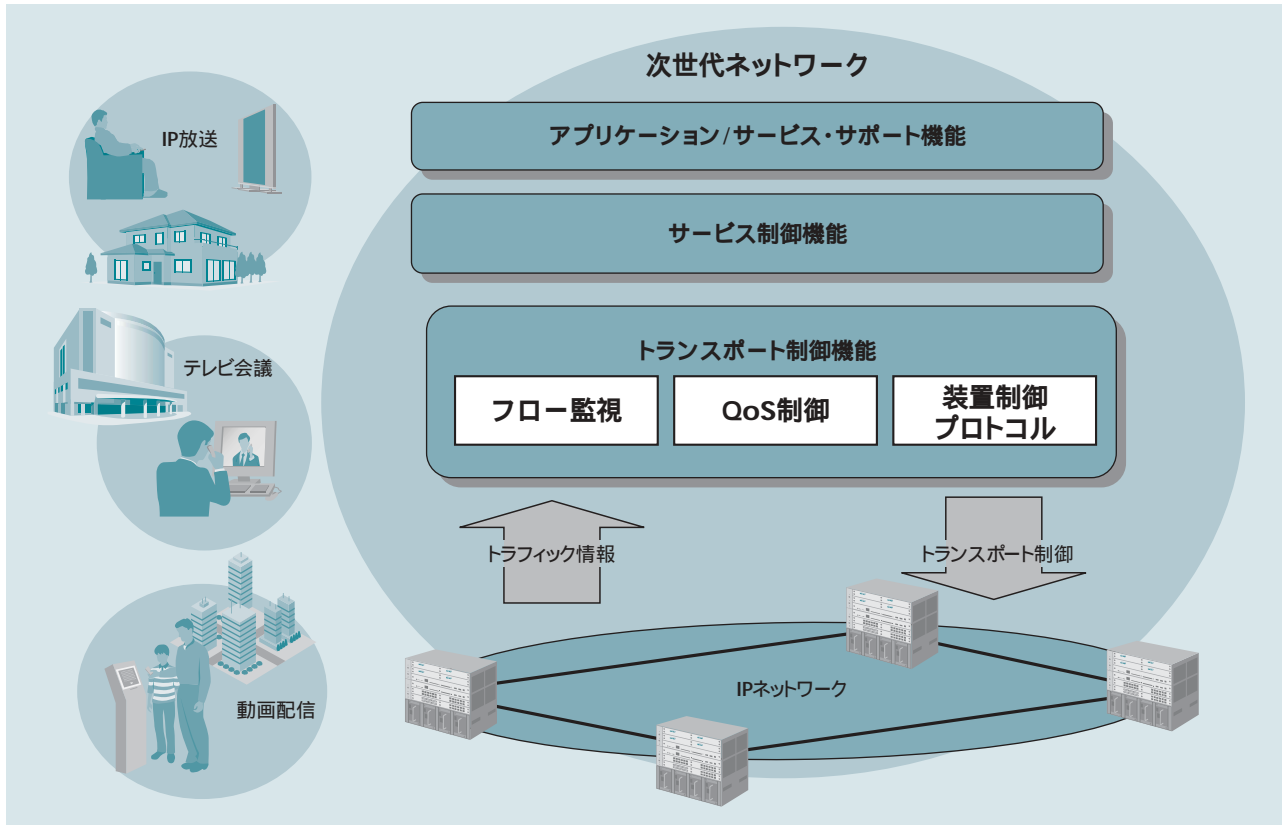 次世代ネットワーク
アプリケーション/サービス・サポート機能
サービス制御機能
トランスポート制御機能
フロー監視
QoS制御
装置制御
プロトコル
トラフィック情報
トランスポート制御
IPネットワーク
IP放送
テレビ会議
動画配信